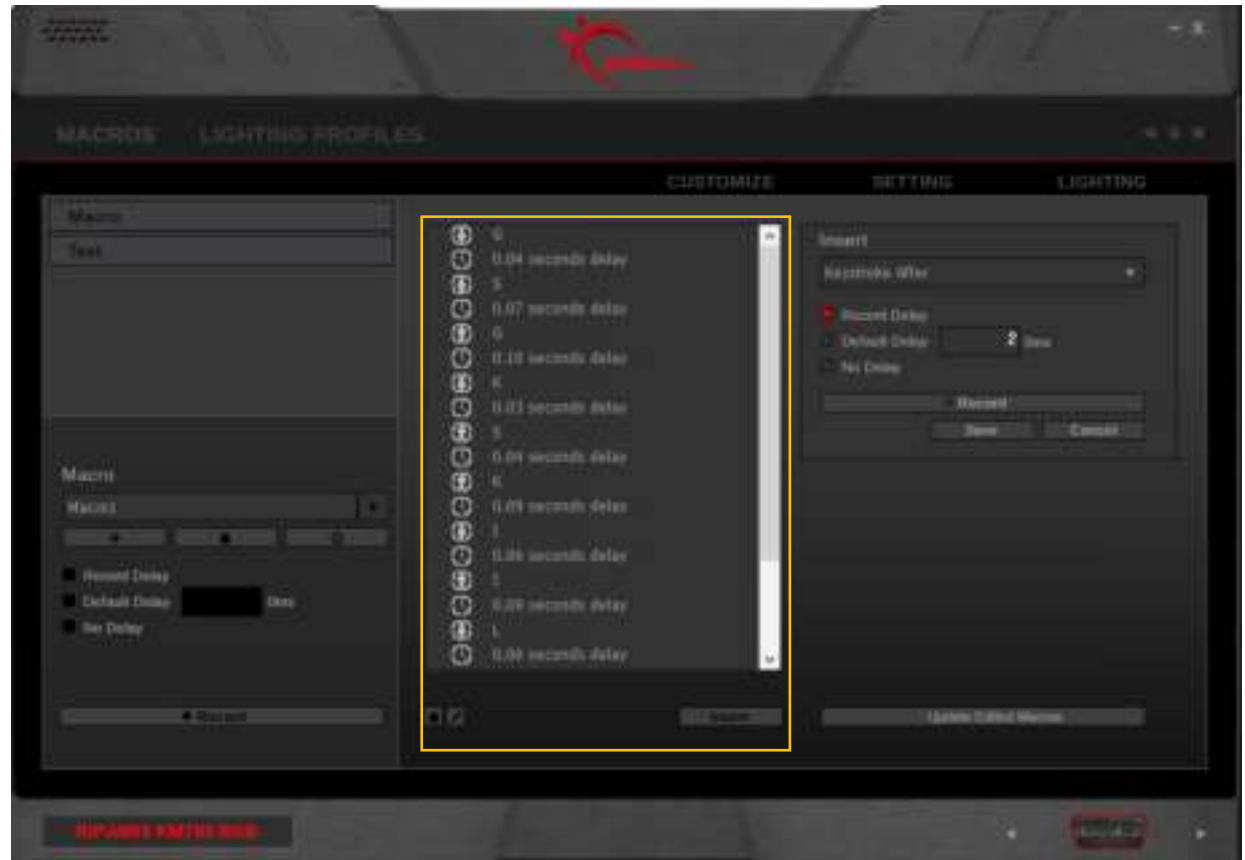 MACROS LIGHTING PROFILES
CUSTOMIZE SETTING LIGHTING
Macro
Text
G
0.04 seconds delay
S
0.07 seconds delay
G
0.10 seconds delay
K
0.03 seconds delay
S
0.04 seconds delay
K
0.09 seconds delay
I
0.06 seconds delay
I
0.09 seconds delay
L
0.06 seconds delay
Insert
Insert
Keystroke After
Record Delay
Default Delay 2 0ms
No Delay
Record
Save Cancel
Update Edited Macros
Macro
Record Delay
Default Delay 0ms
No Delay
Record